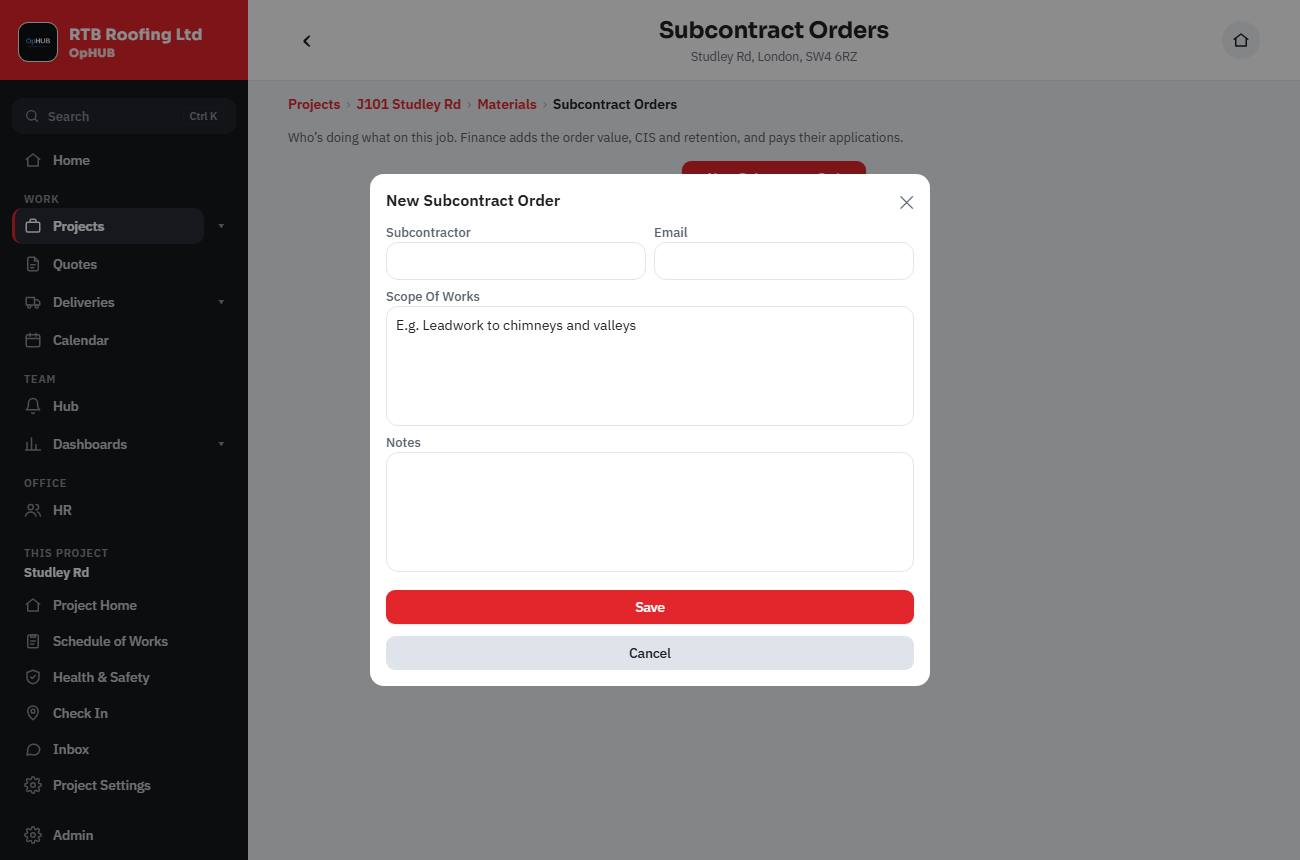 OpHUB
RTB Roofing Ltd
OpHUB
Search
Ctrl K
Home
WORK
Projects
Quotes
Deliveries
Calendar
TEAM
Hub
Dashboards
OFFICE
HR
THIS PROJECT
Studley Rd
Project Home
Schedule of Works
Health & Safety
Check In
Inbox
Project Settings
Admin
Subcontract Orders
Studley Rd, London, SW4 6RZ
Projects › J101 Studley Rd › Materials › Subcontract Orders
Who's doing what on this job. Finance adds the order value, CIS and retention, and pays their applications.
New Subcontract Order
Subcontractor
Email
Scope Of Works
E.g. Leadwork to chimneys and valleys
Notes
Save
Cancel